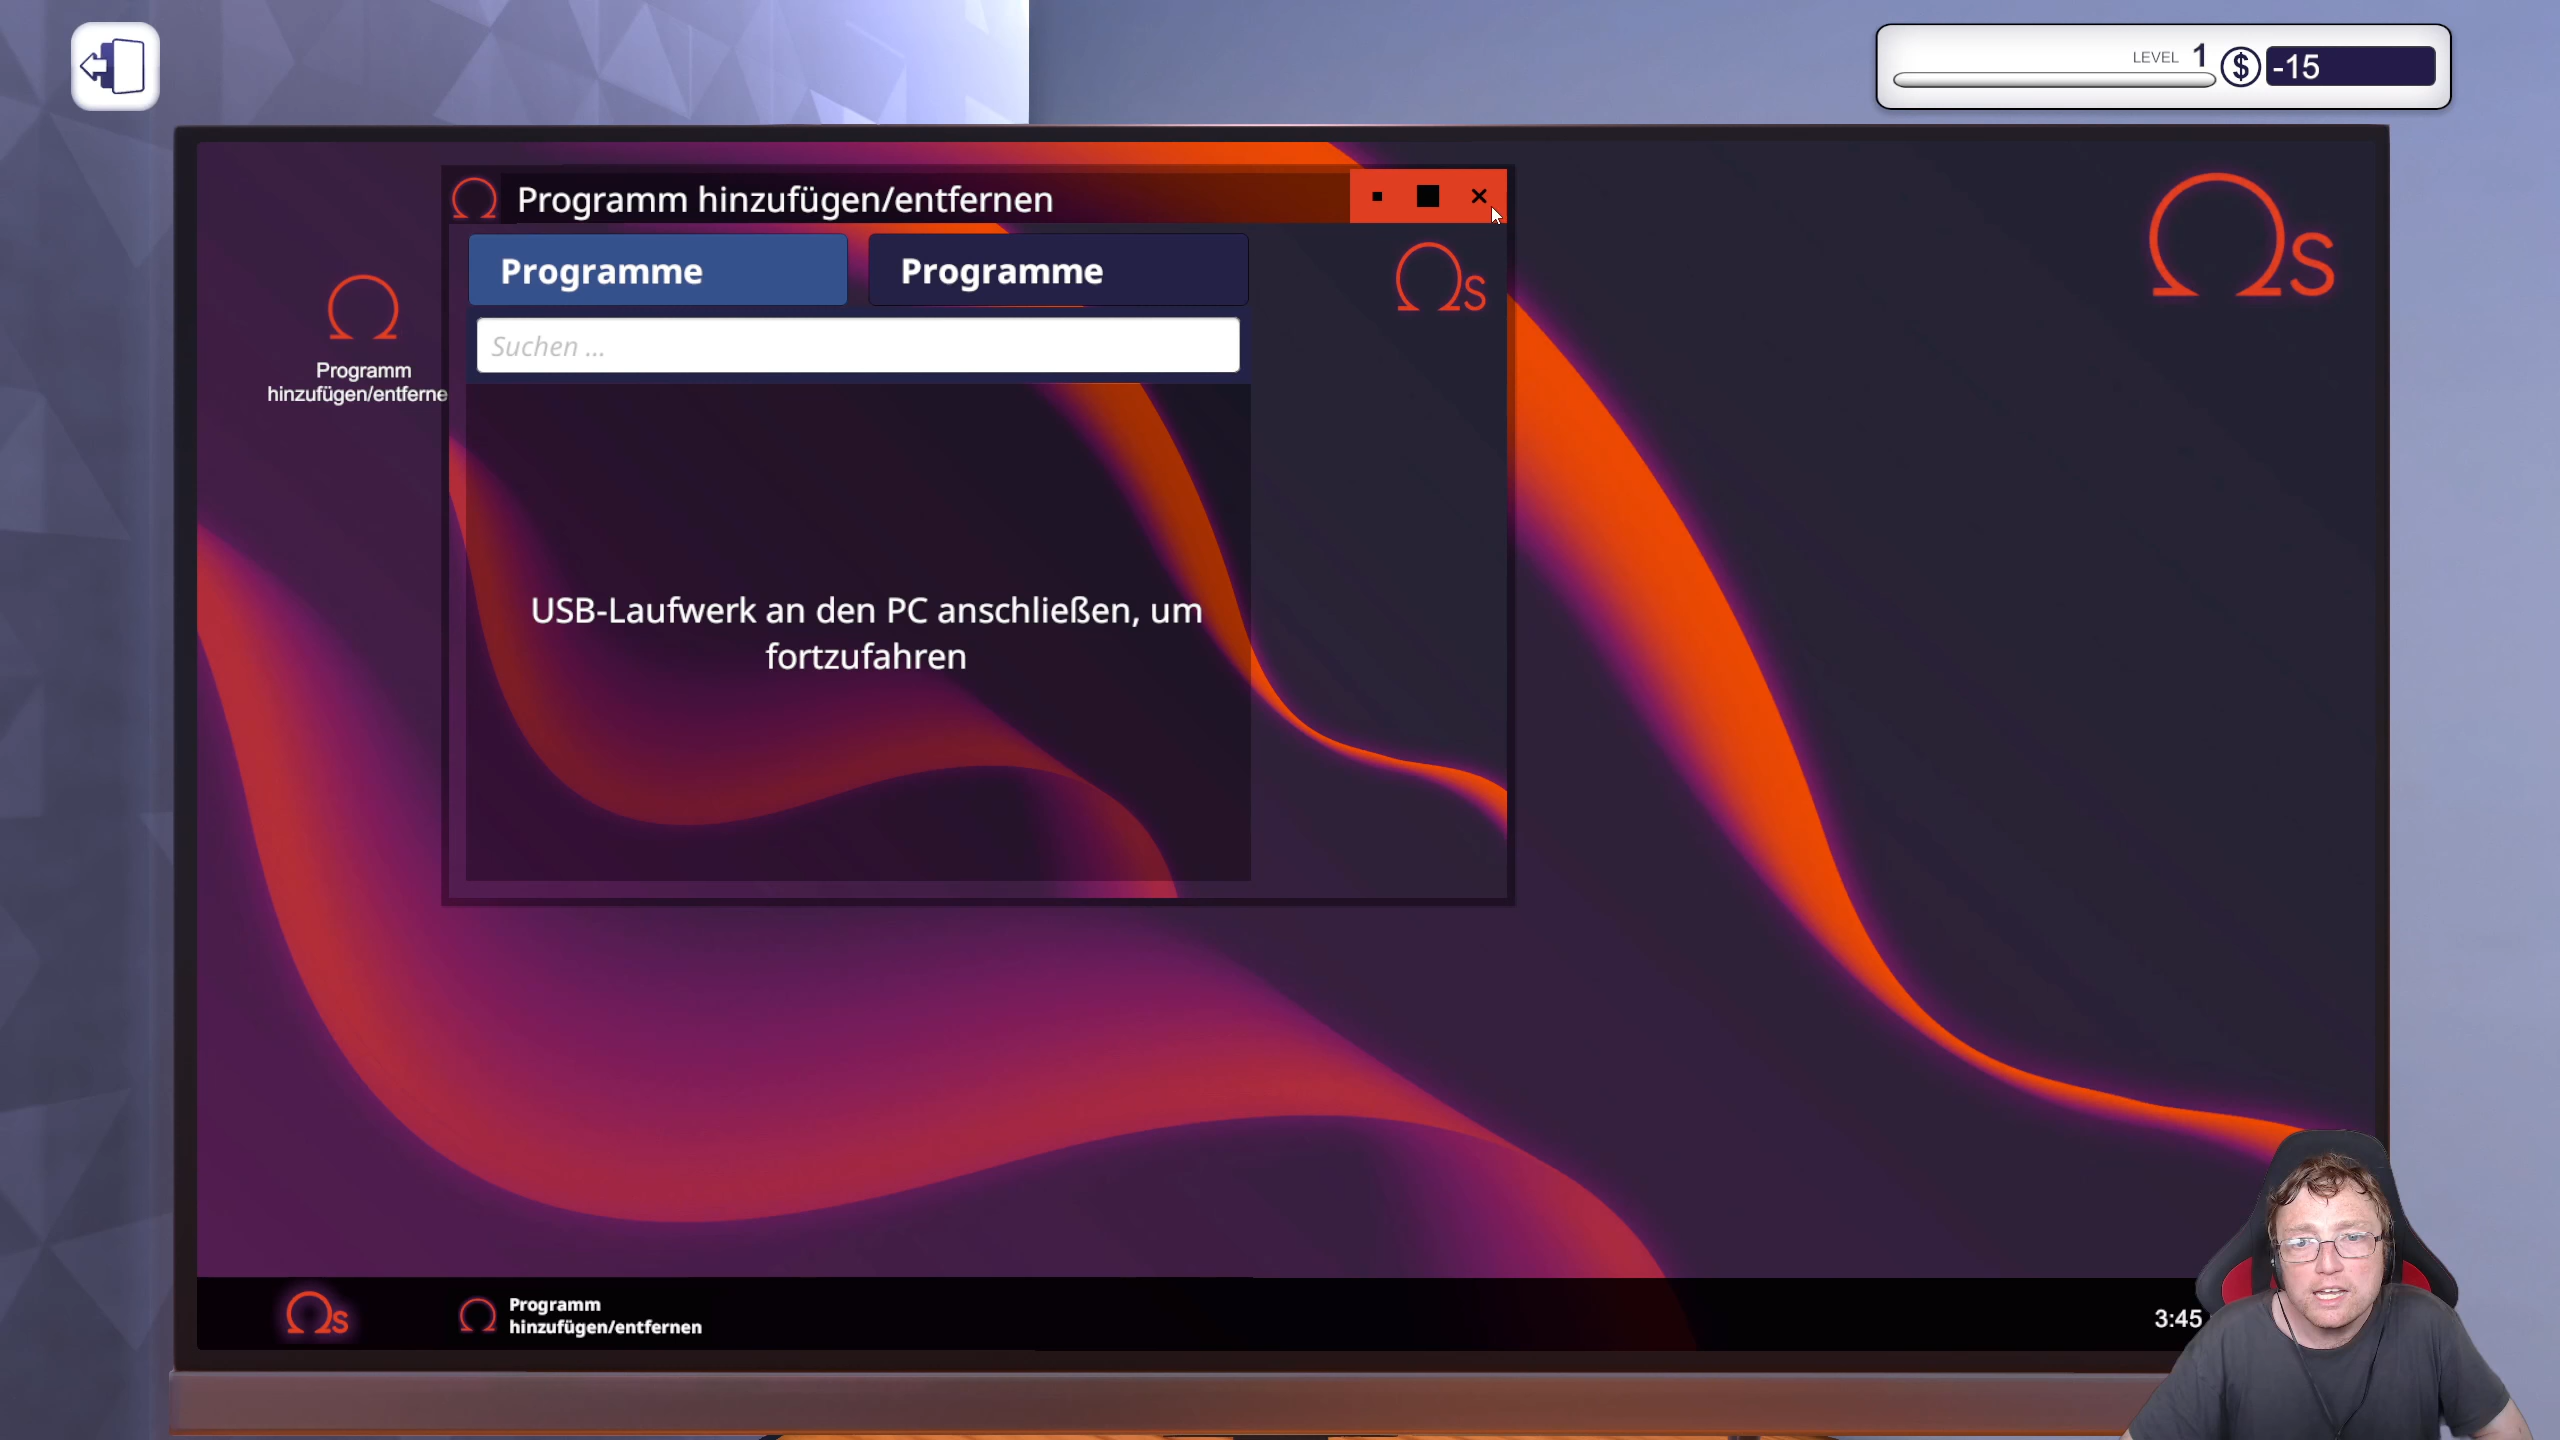 LEVEL 1 $ -15
Programm hinzufügen/entfernen
Programme Programme
Suchen ...
Ωs
Ωs
Programm
hinzufügen/entferne
USB-Laufwerk an den PC anschließen, um
fortzufahren
Ωs
Programm
hinzufügen/entfernen
3:45